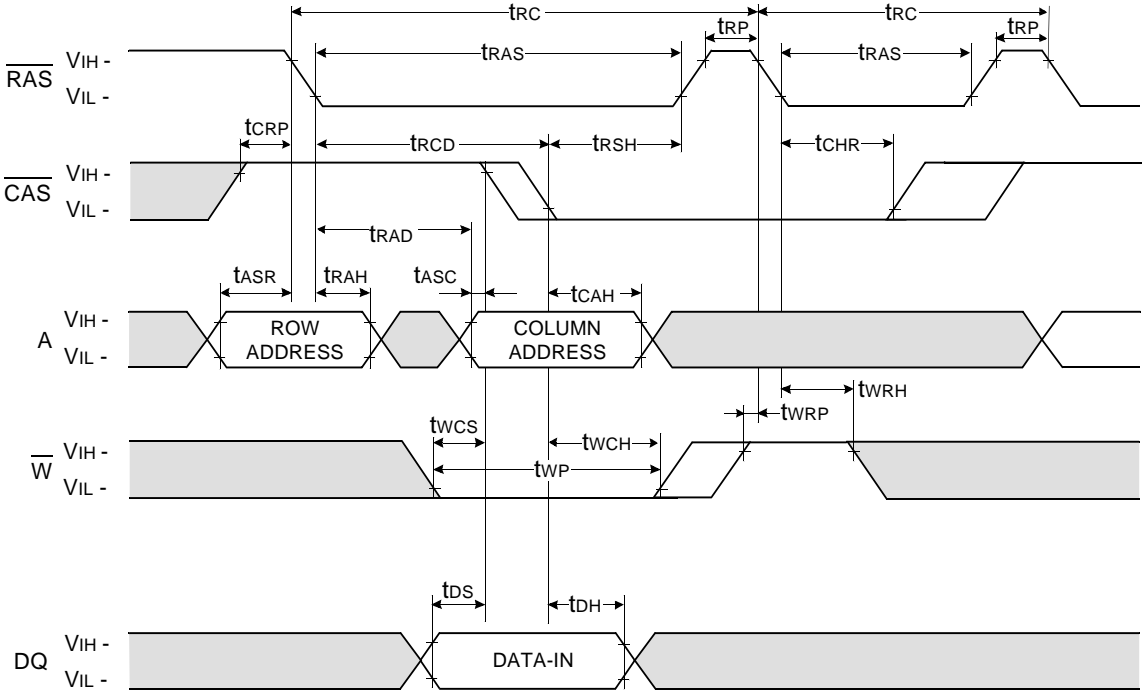 tRC tRC
tRP tRP
tRAS tRAS
RAS VIH -
VIL -
tCRP tRCD tRSH tCHR
CAS VIH -
VIL -
tRAD
tASR tRAH tASC tCAH
A VIH -
VIL -
ROW
ADDRESS
COLUMN
ADDRESS
tWRH
tWRP
tWCS tWCH
tWP
W VIH -
VIL -
tDS tDH
DQ VIH -
VIL -
DATA-IN